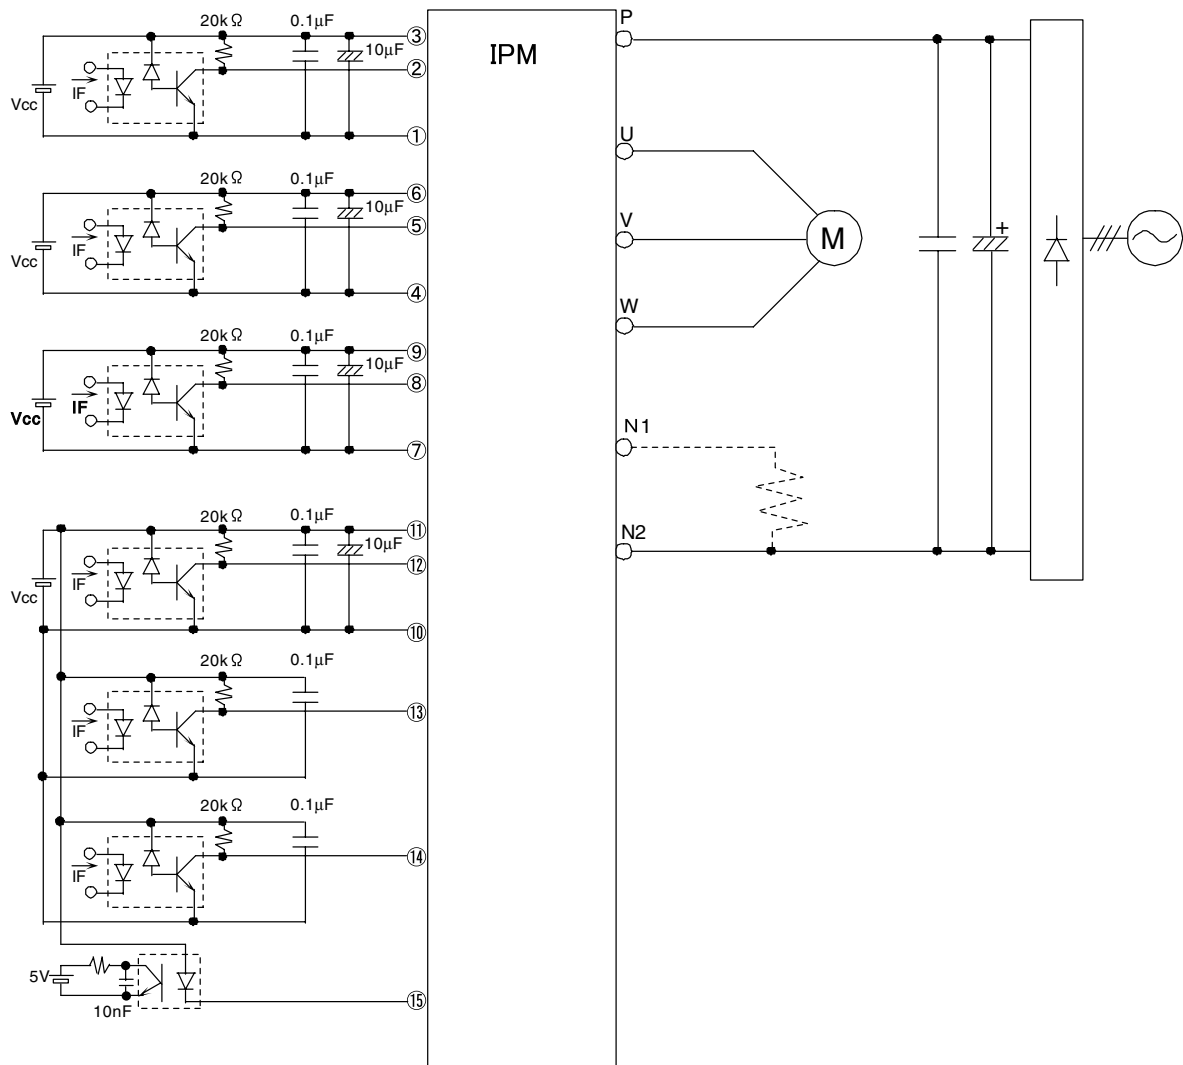 20kΩ 0.1µF ③ P
IPM
10µF
②
IF
Vcc
① U
20kΩ 0.1µF ⑥
10µF
⑤ V
M
IF +
Vcc
④ W
20kΩ 0.1µF ⑨
10µF
⑧
IF
Vcc
N1
⑦
20kΩ 0.1µF ⑪
N2
10µF
⑫
IF
Vcc
⑩
20kΩ 0.1µF
⑬
IF
20kΩ 0.1µF
⑭
IF
5V
⑮
10nF